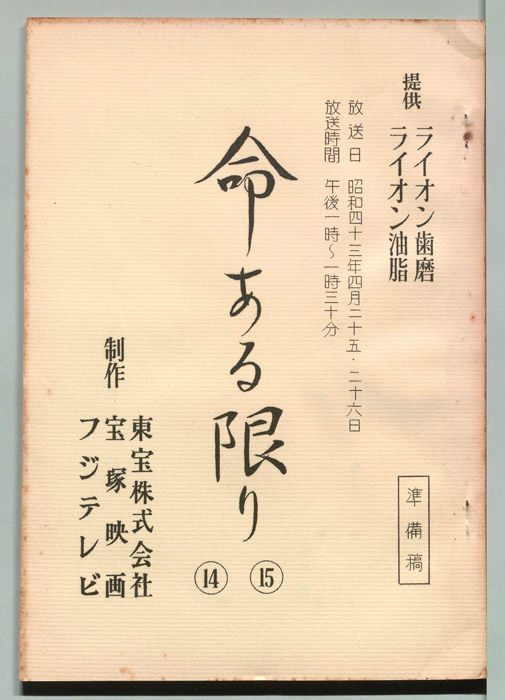 提供
ライオン歯磨
ライオン油脂
放送日 昭和四十三年四月二十五・二十六日
放送時間 午後一時～一時三十分
準備稿
命ある限り
⑮
⑭
制作
東宝株式会社
宝塚映画
フジテレビ